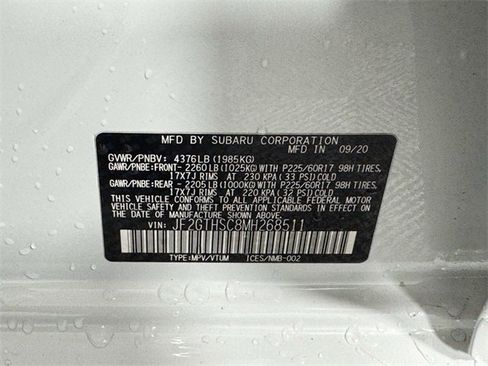 MFD BY SUBARU CORPORATION 09/20
GVWR/PNBV: 4376LB(1985KG)
GAWR/PNBE:FRONT- 2260LB(1025KG)WITH P225/60R17 98H TIRES,
17X7J RIMS AT 230 KPA (33 PSI)COLD
GAWR/PNBE:REAR - 2205LB(1000KG)WITH P225/60R17 98H TIRES,
17X7J RIMS AT 220 KPA (32 PSI)COLD
THIS VEHICLE CONFORMS TO ALL APPLICABLE FEDERAL MOTOR
VEHICLE SAFETY, BUMPER, AND THEFT PREVENTION
STANDARDS IN EFFECT ON THE DATE OF MANUFACTURE
SHOWN ABOVE.
VIN: JF2GTHSC8MH268511
TYPE:MPV/VTUM ICES/NMB-002